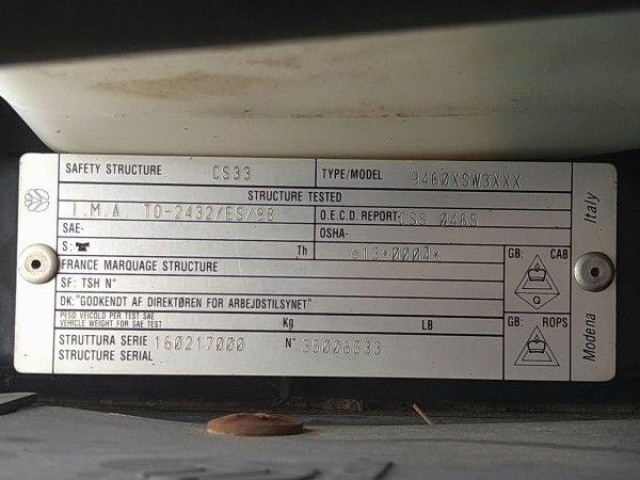 SAFETY STRUCTURE CS33 TYPE/MODEL 9460XSW3XXX
STRUCTURE TESTED
I.M.A. TO-2432/ES/98 O.E.C.D. REPORT- CSS 0465
SAE- OSHA-
S: Th e13*0004*
GB: CAB
Q
FRANCE MARQUAGE STRUCTURE
SF: TSH N°
DK: "GODKENDT AF DIREKTØREN FOR ARBEJDSTILSYNET"
PESO VEICOLO PER TEST SAE
VEHICLE WEIGHT FOR SAE TEST Kg LB
GB: ROPS
STRUTTURA SERIE 160217000 N° 35006533
STRUCTURE SERIAL
Italy
Modena